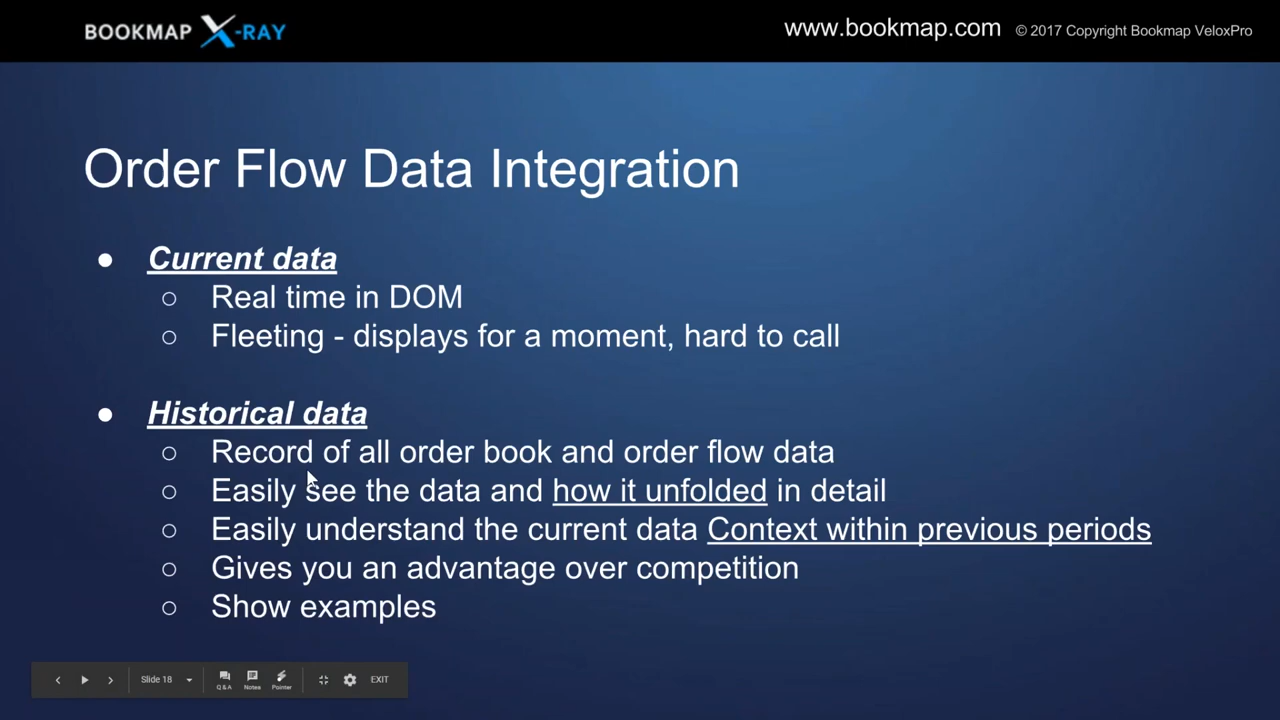 BOOKMAP X-RAY
www.bookmap.com © 2017 Copyright Bookmap VeloxPro
Order Flow Data Integration
● Current data
○ Real time in DOM
○ Fleeting - displays for a moment, hard to call
● Historical data
○ Record of all order book and order flow data
○ Easily see the data and how it unfolded in detail
○ Easily understand the current data Context within previous periods
○ Gives you an advantage over competition
○ Show examples
Slide 18 Q&A Notes Pointer EXIT